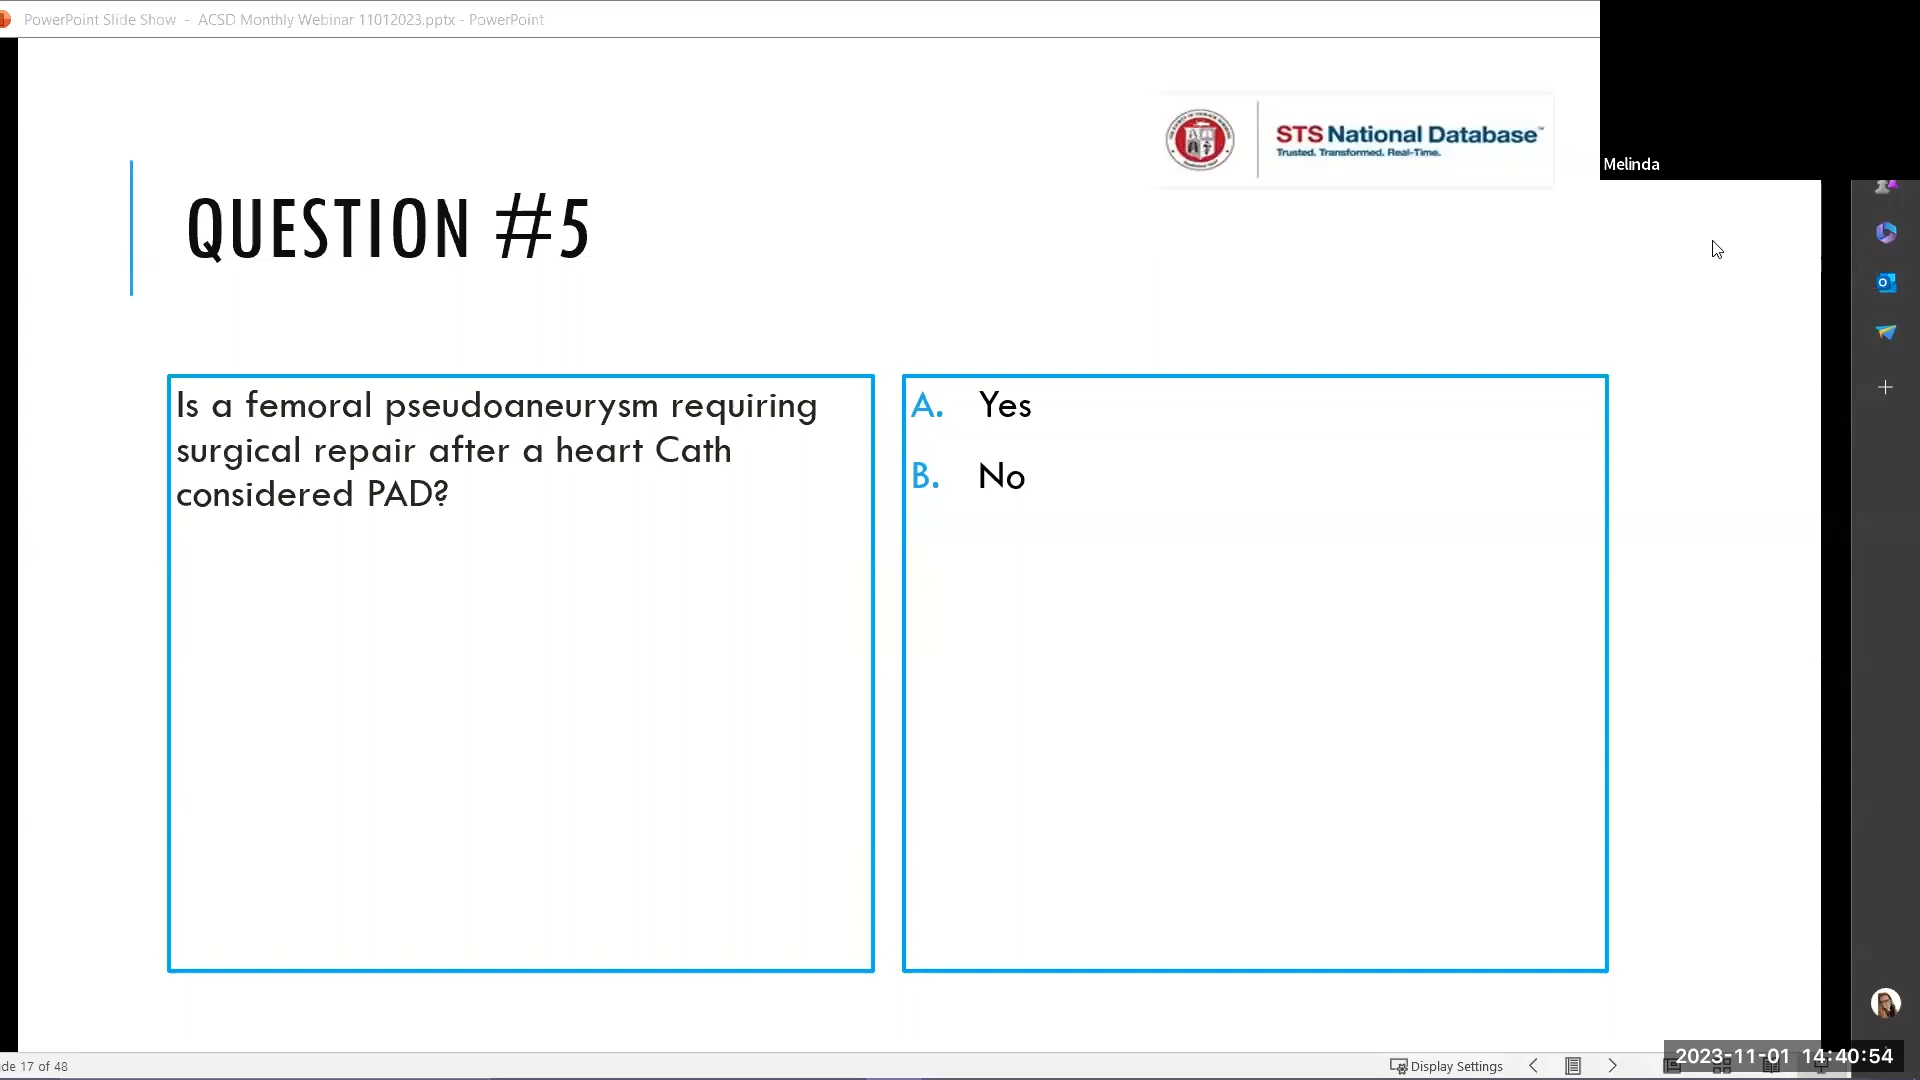 PowerPoint Slide Show - ACSD Monthly Webinar 11012023.pptx - PowerPoint
STS National Database™
Trusted. Transformed. Real-Time.
Melinda
QUESTION #5
Is a femoral pseudoaneurysm requiring
surgical repair after a heart Cath
considered PAD?
A. Yes
B. No
de 17 of 48
Display Settings
2023-11-01 14:40:54